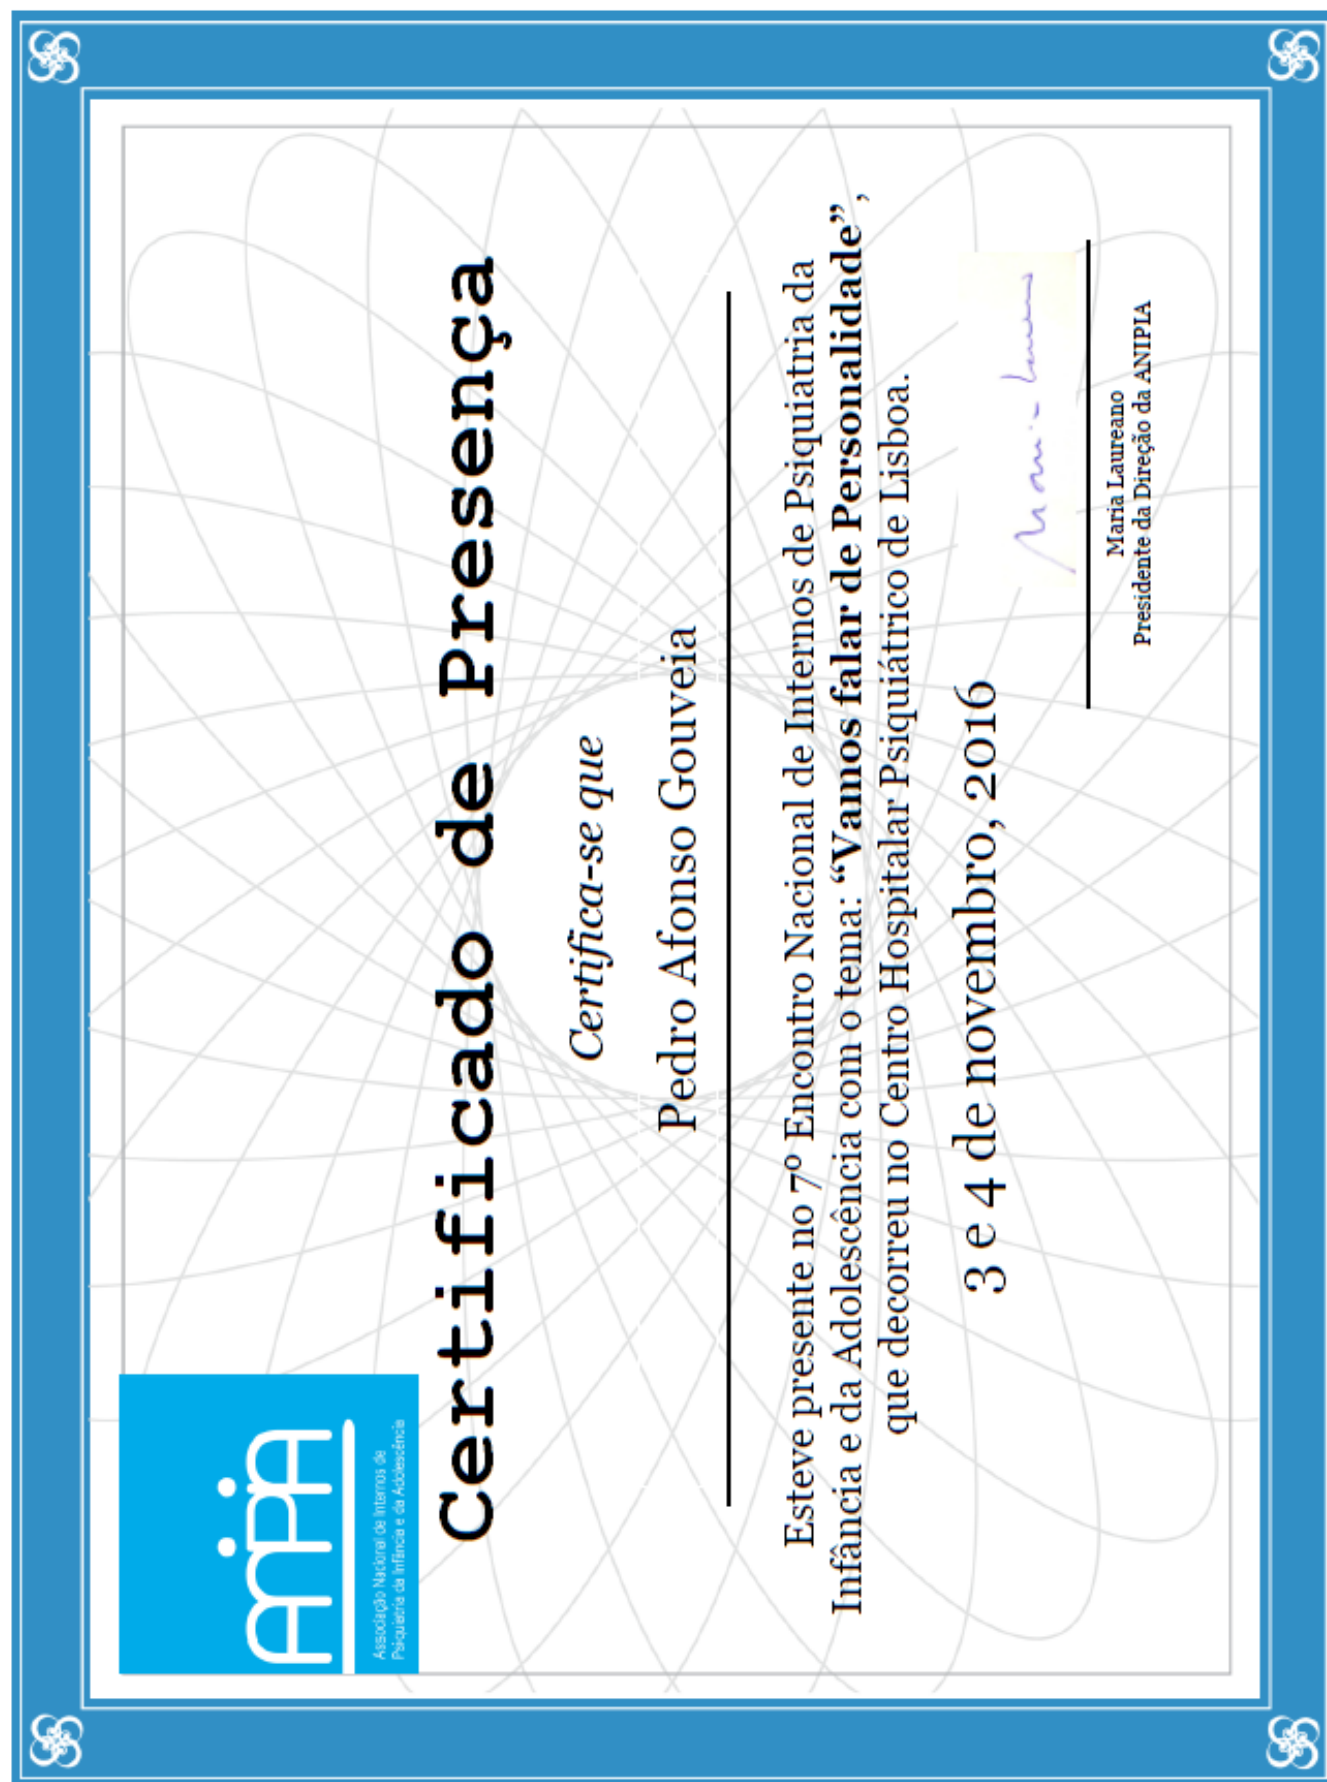 ANIPIA
Associação Nacional de Internos de
Psiquiatria da Infância e da Adolescência
Certificado de Presença
Certifica-se que
Pedro Afonso Gouveia
Esteve presente no 7º Encontro Nacional de Internos de Psiquiatria da
Infância e da Adolescência com o tema: “Vamos falar de Personalidade”,
que decorreu no Centro Hospitalar Psiquiátrico de Lisboa.
3 e 4 de novembro, 2016
Maria Laureano
Presidente da Direção da ANIPIA